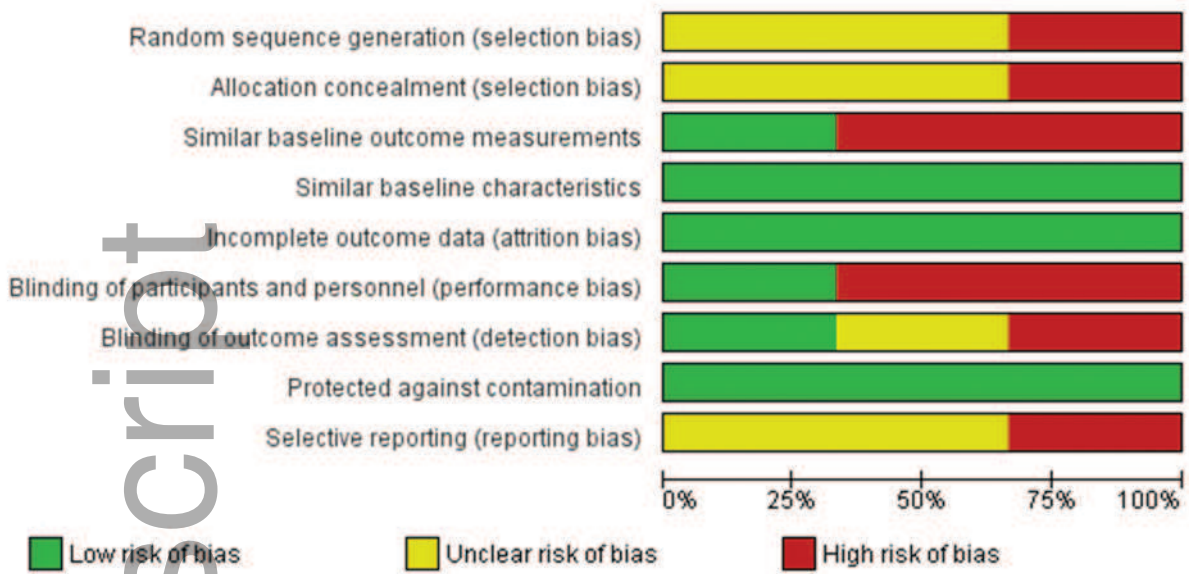 Random sequence generation (selection bias)
Allocation concealment (selection bias)
Similar baseline outcome measurements
Similar baseline characteristics
Incomplete outcome data (attrition bias)
Blinding of participants and personnel (performance bias)
Blinding of outcome assessment (detection bias)
Protected against contamination
Selective reporting (reporting bias)
0% 25% 50% 75% 100%
Low risk of bias Unclear risk of bias High risk of bias
script